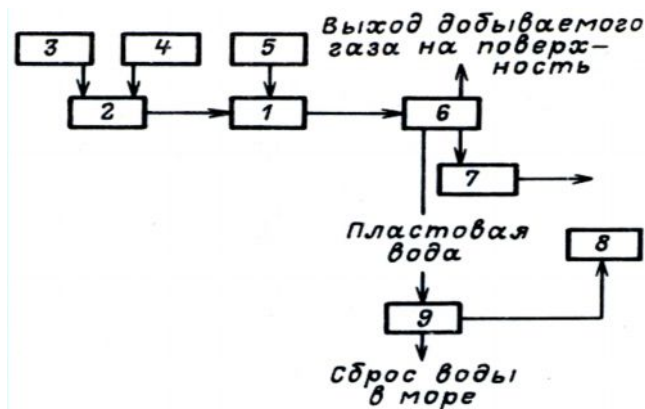 Выход добываемого
газа на поверх-
ность
3
4
5
2
1
6
7
Пластовая
вода
8
9
Сброс воды
в море